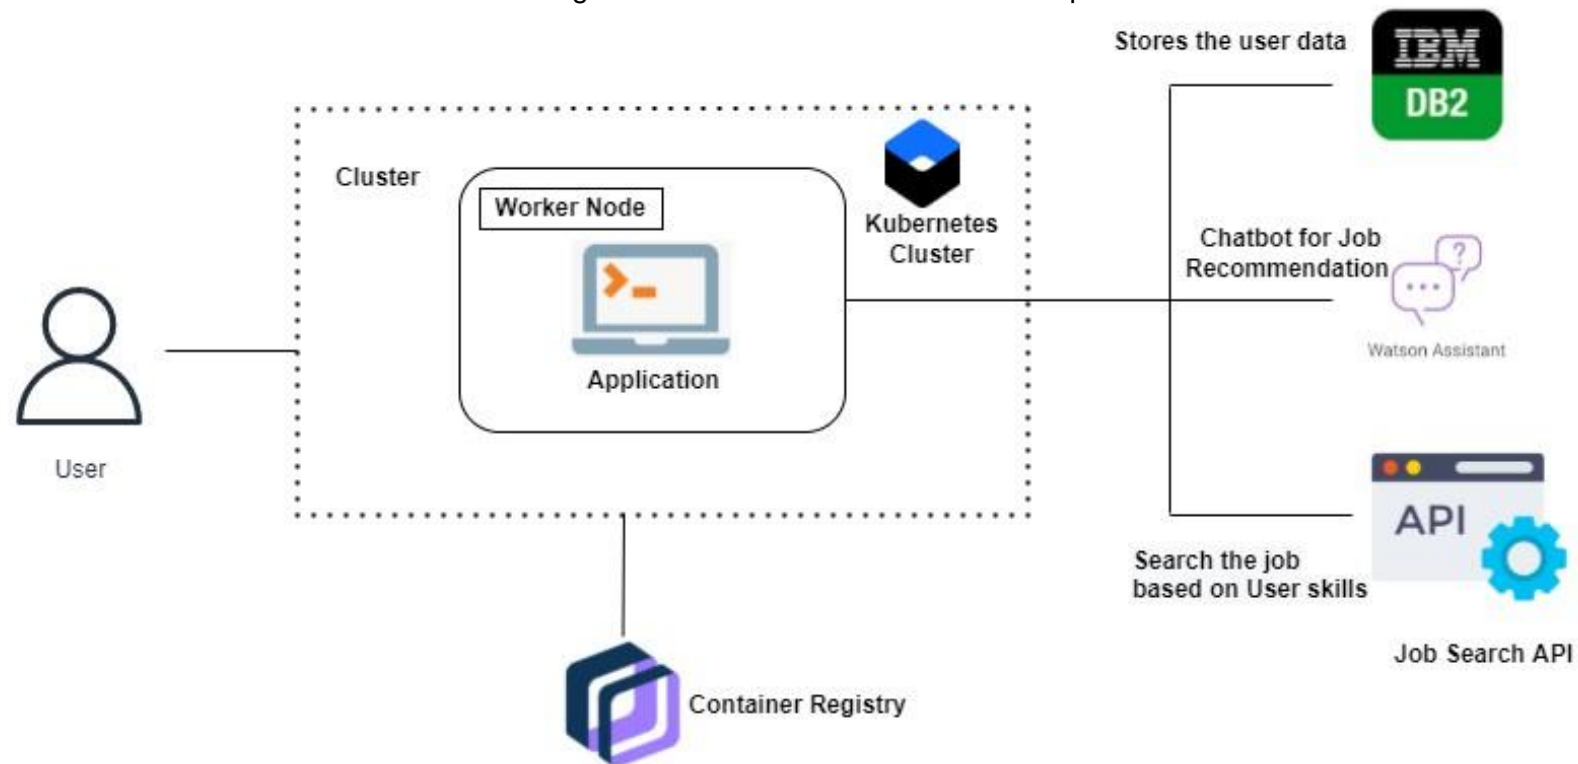 Stores the user data
IBM
DB2
Cluster
Worker Node
Kubernetes
Cluster
Application
Chatbot for Job
Recommendation
?
Watson Assistant
User
API
Search the job
based on User skills
Job Search API
Container Registry